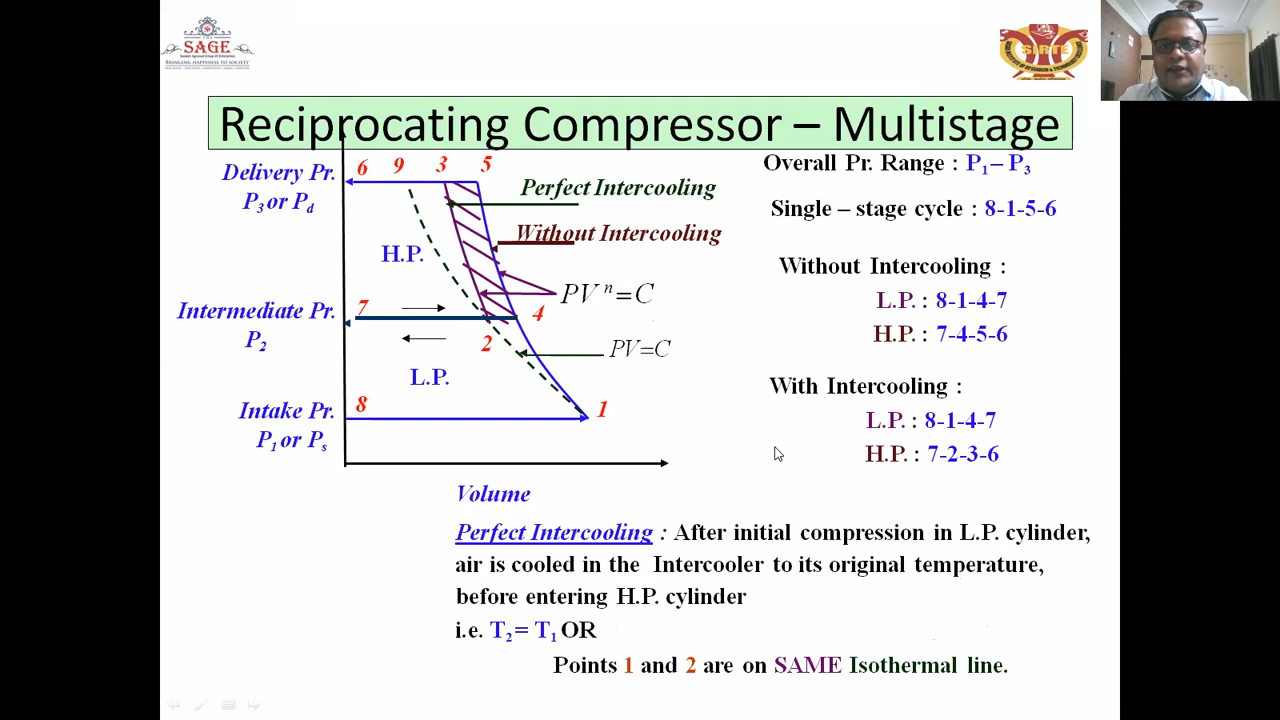 SAGE
BRINGING HAPPINESS TO SOCIETY
SIRTE
Reciprocating Compressor – Multistage
Delivery Pr.
P3 or Pd
6 9 3 5
Perfect Intercooling
Without Intercooling
H.P.
PV n = C
Intermediate Pr.
P2
7
4
2
PV=C
L.P.
Intake Pr.
P1 or Ps
8
1
Volume
Overall Pr. Range : P1 – P3
Single – stage cycle : 8-1-5-6
Without Intercooling :
L.P. : 8-1-4-7
H.P. : 7-4-5-6
With Intercooling :
L.P. : 8-1-4-7
H.P. : 7-2-3-6
Perfect Intercooling : After initial compression in L.P. cylinder,
air is cooled in the Intercooler to its original temperature,
before entering H.P. cylinder
i.e. T2 = T1 OR
Points 1 and 2 are on SAME Isothermal line.